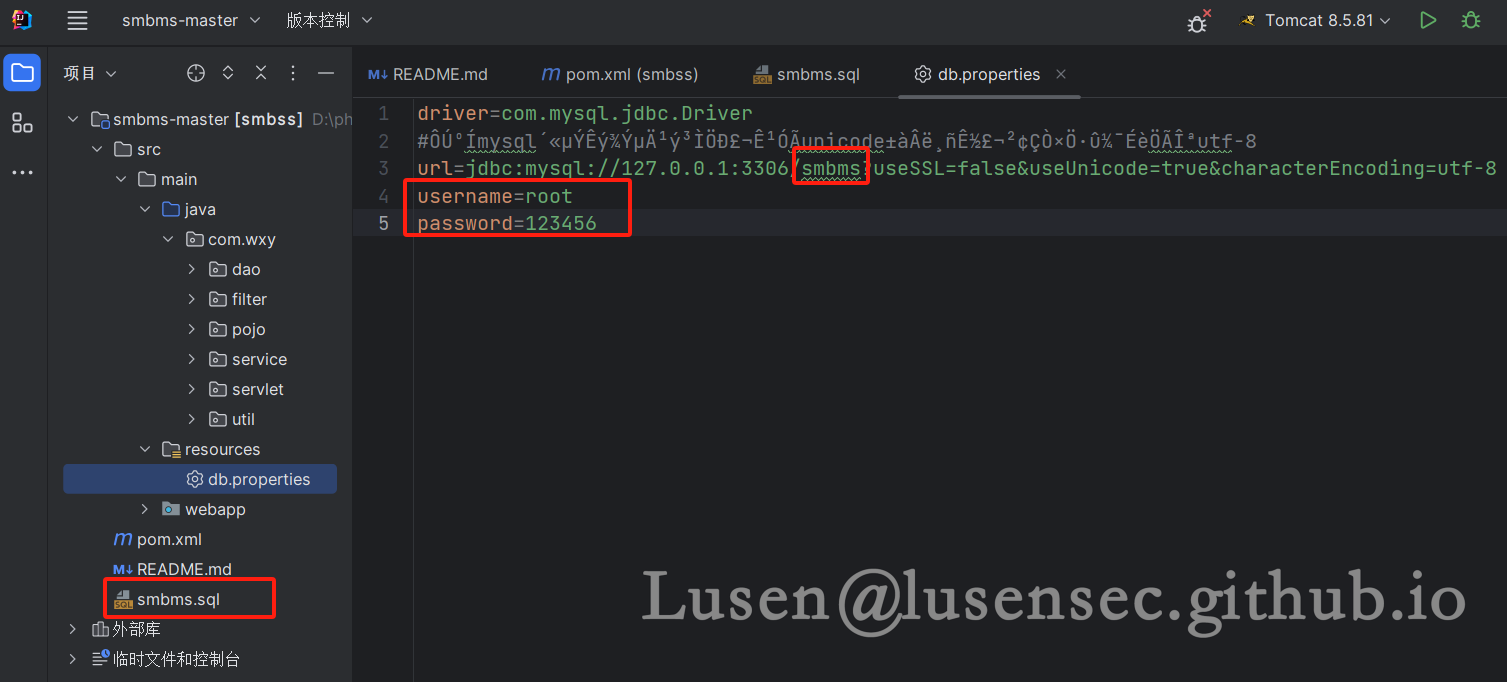 smbms-master
版本控制
Tomcat 8.5.81
项目
README.md
pom.xml (smbss)
smbms.sql
db.properties
smbms-master [smbss] D:\ph
src
main
java
com.wxy
dao
filter
pojo
service
servlet
util
resources
db.properties
webapp
pom.xml
README.md
smbms.sql
外部库
临时文件和控制台
1 driver=com.mysql.jdbc.Driver
2 #ÔÚºÍmysql´«µÝÊý¾ÝµÄ¹ý³ÌÖÐ£¬Ê¹ÓÃunicode±àÂë¸ñÊ½£¬²¢ÇÒ×Ö·û¼¯ÉèÖÃÎªutf-8
3 url=jdbc:mysql://127.0.0.1:3306/smbms?useSSL=false&useUnicode=true&characterEncoding=utf-8
4 username=root
5 password=123456
Lusen@lusensec.github.io